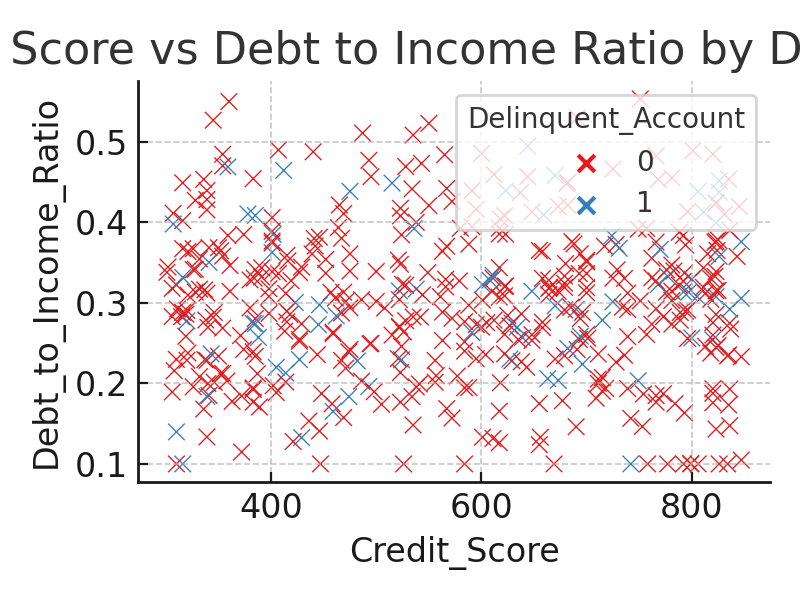 Score vs Debt to Income Ratio by D
Debt_to_Income_Ratio
0.5
0.4
0.3
0.2
0.1
Delinquent_Account
0
1
400
600
800
Credit_Score